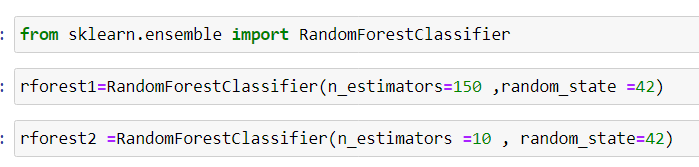 : from sklearn.ensemble import RandomForestClassifier
: rforest1=RandomForestClassifier(n_estimators=150 ,random_state =42)
: rforest2 =RandomForestClassifier(n_estimators =10 , random_state=42)